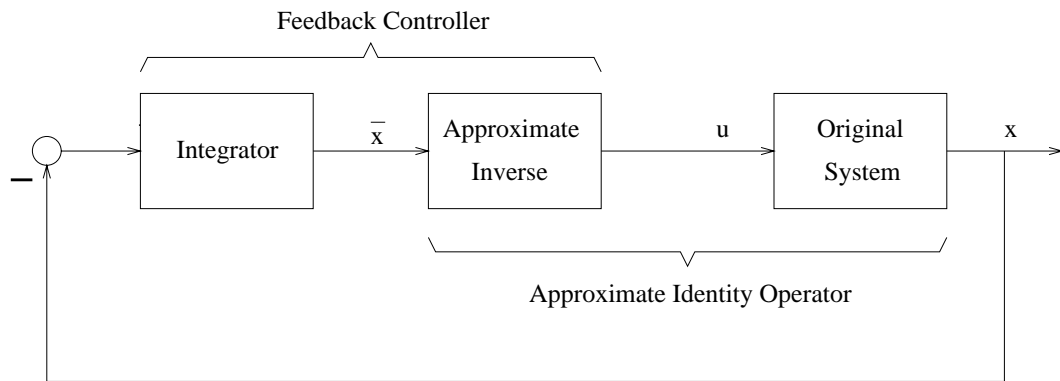 Feedback Controller
Integrator
x̄
Approximate
Inverse
u
Original
System
x
−
Approximate Identity Operator